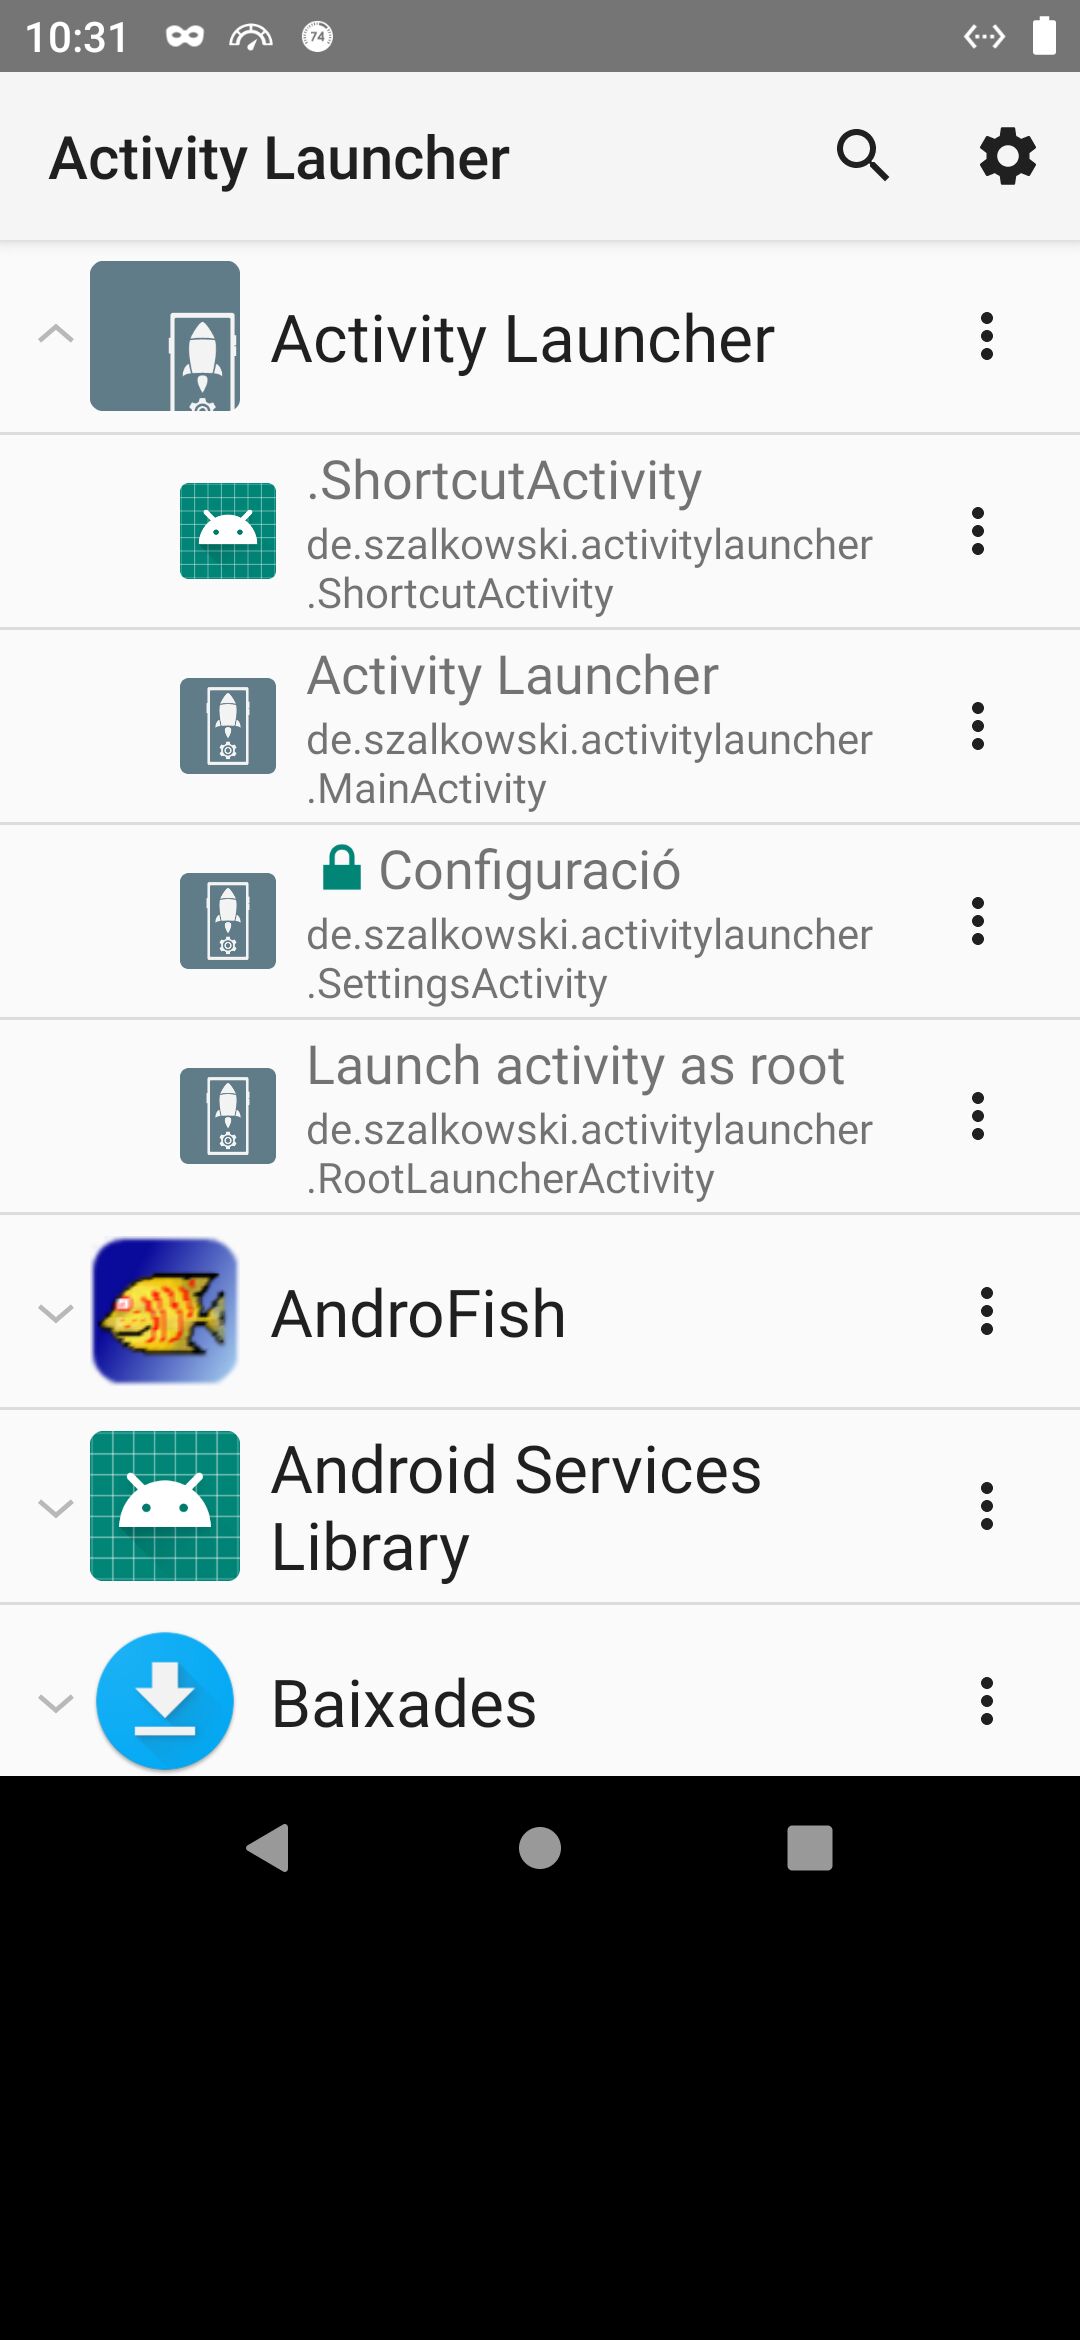 10:31
74
Activity Launcher
Activity Launcher
.ShortcutActivity
de.szalkowski.activitylauncher
.ShortcutActivity
Activity Launcher
de.szalkowski.activitylauncher
.MainActivity
Configuració
de.szalkowski.activitylauncher
.SettingsActivity
Launch activity as root
de.szalkowski.activitylauncher
.RootLauncherActivity
AndroFish
Android Services
Library
Baixades